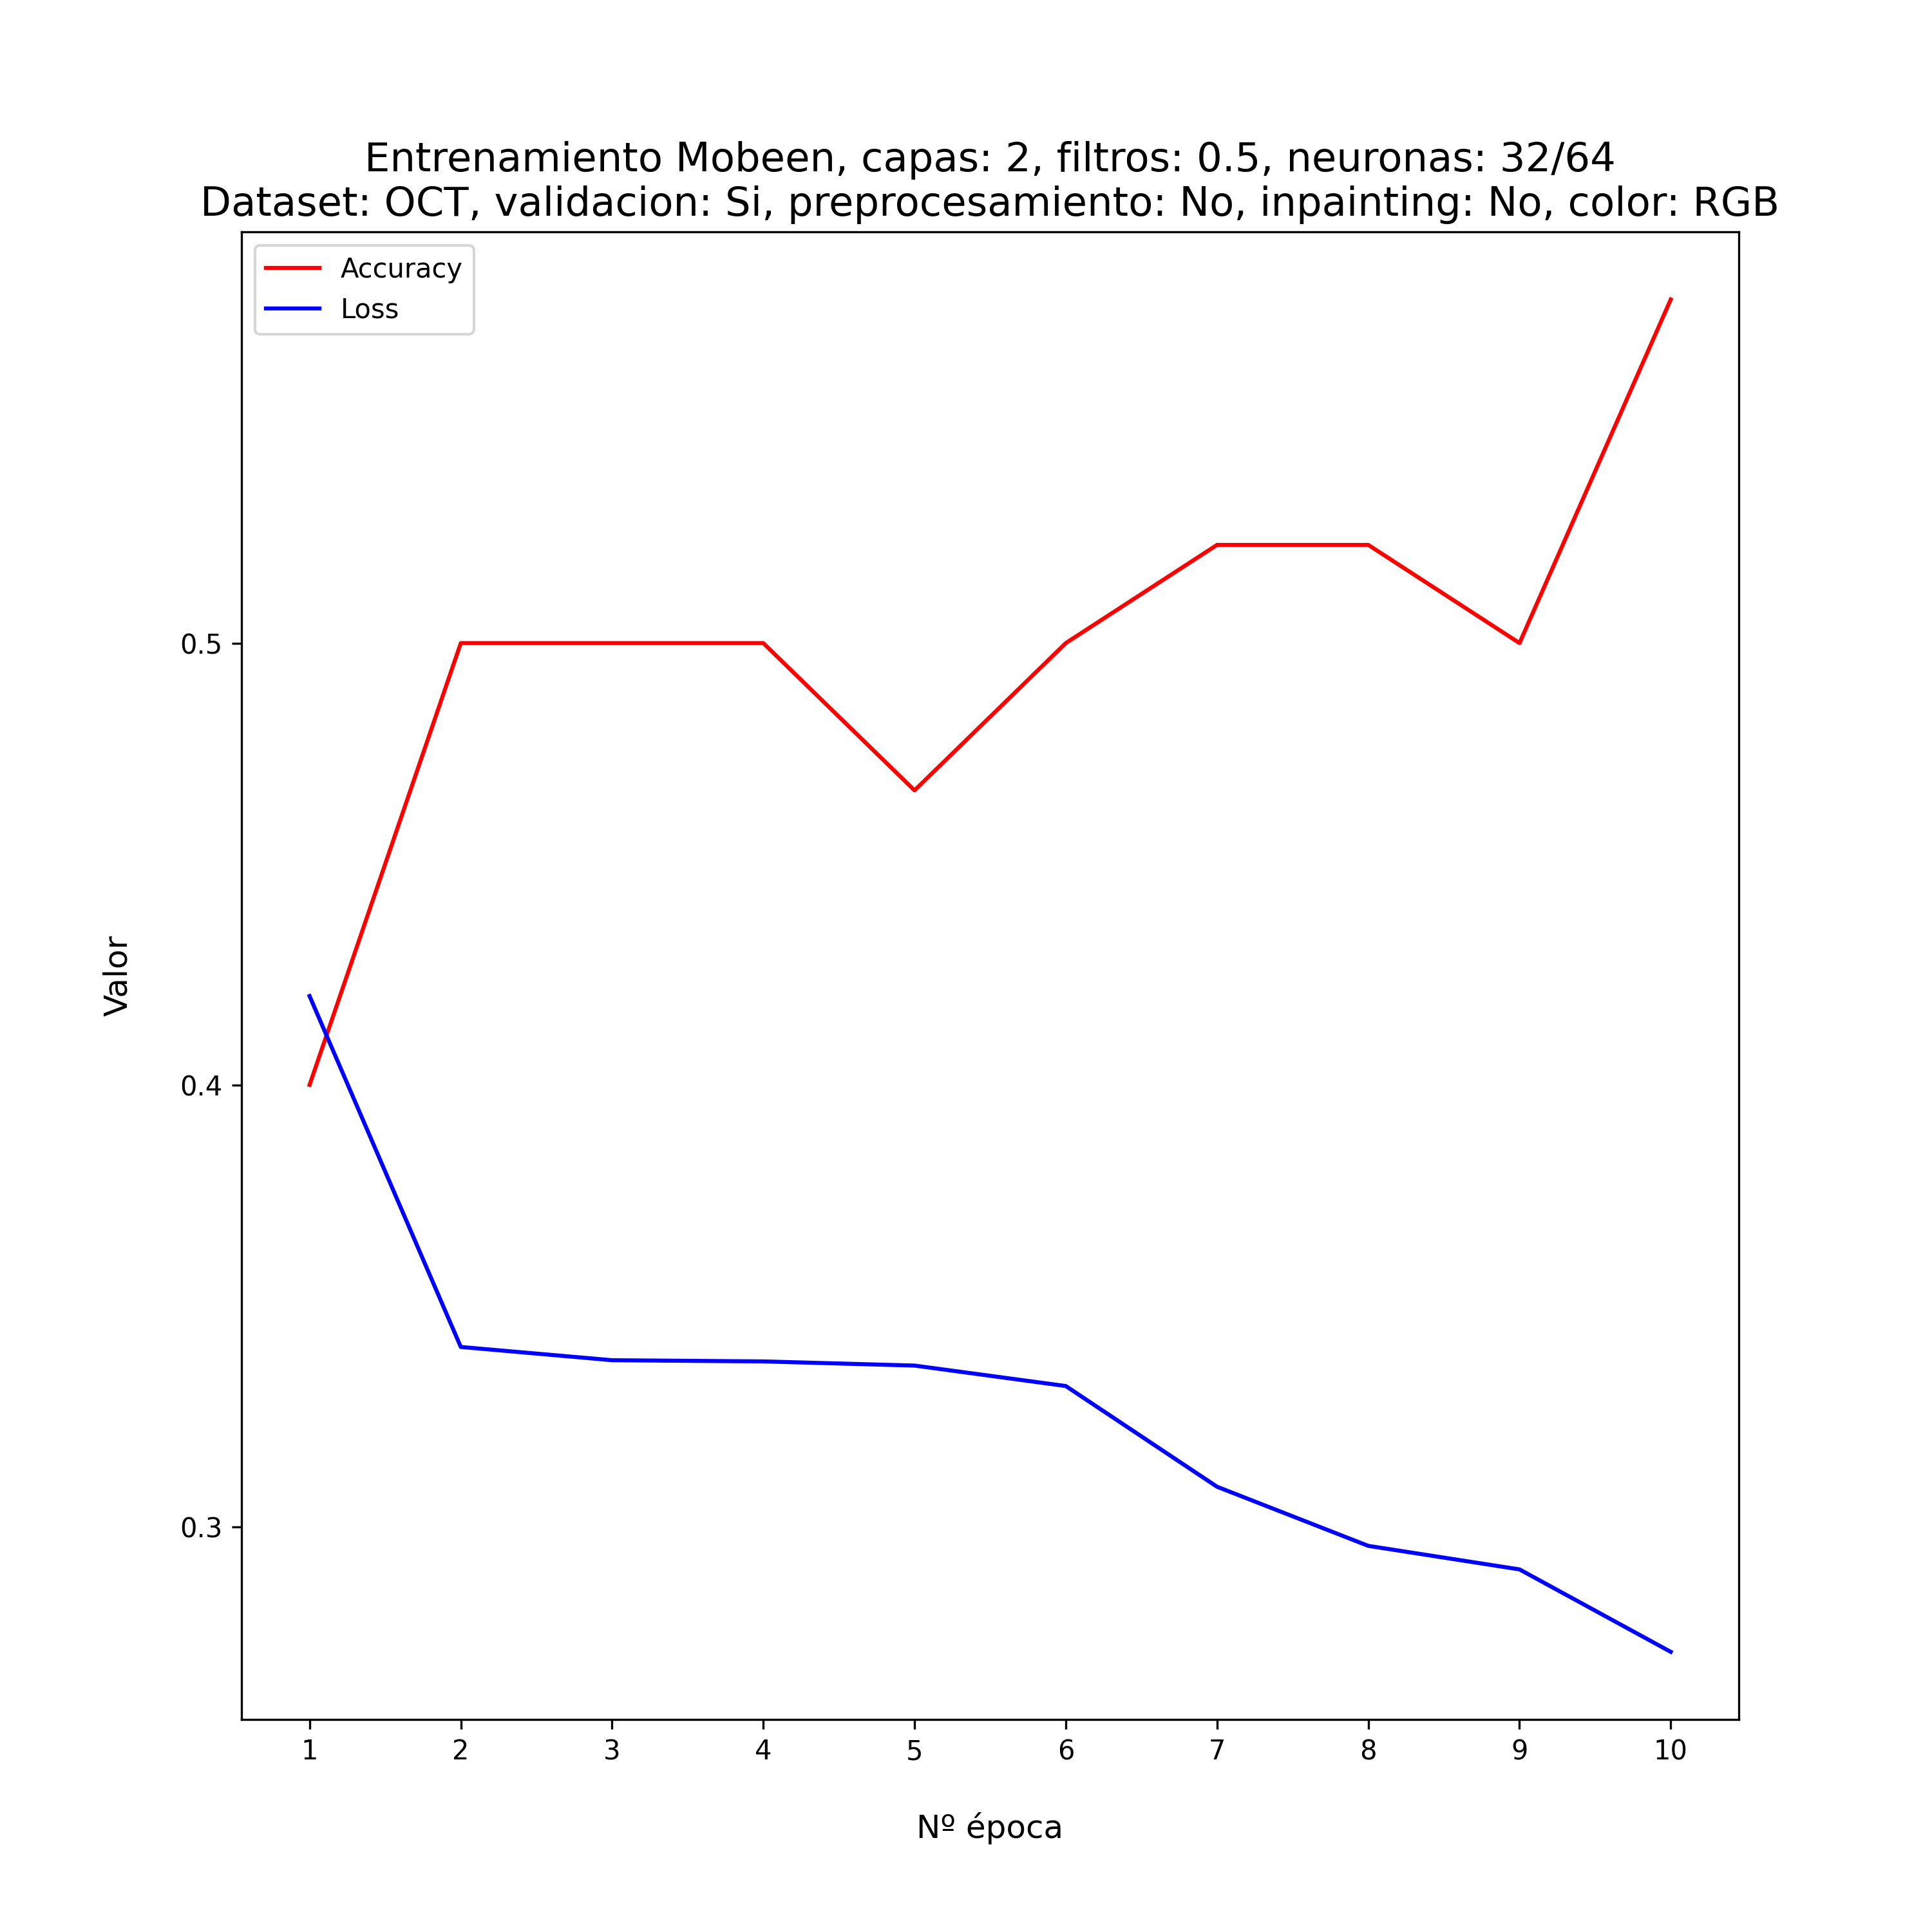 Entrenamiento Mobeen, capas: 2, filtros: 0.5, neuronas: 32/64
Dataset: OCT, validacion: Si, preprocesamiento: No, inpainting: No, color: RGB
Accuracy
Loss
0.5
0.4
0.3
Valor
1 2 3 4 5 6 7 8 9 10
Nº época